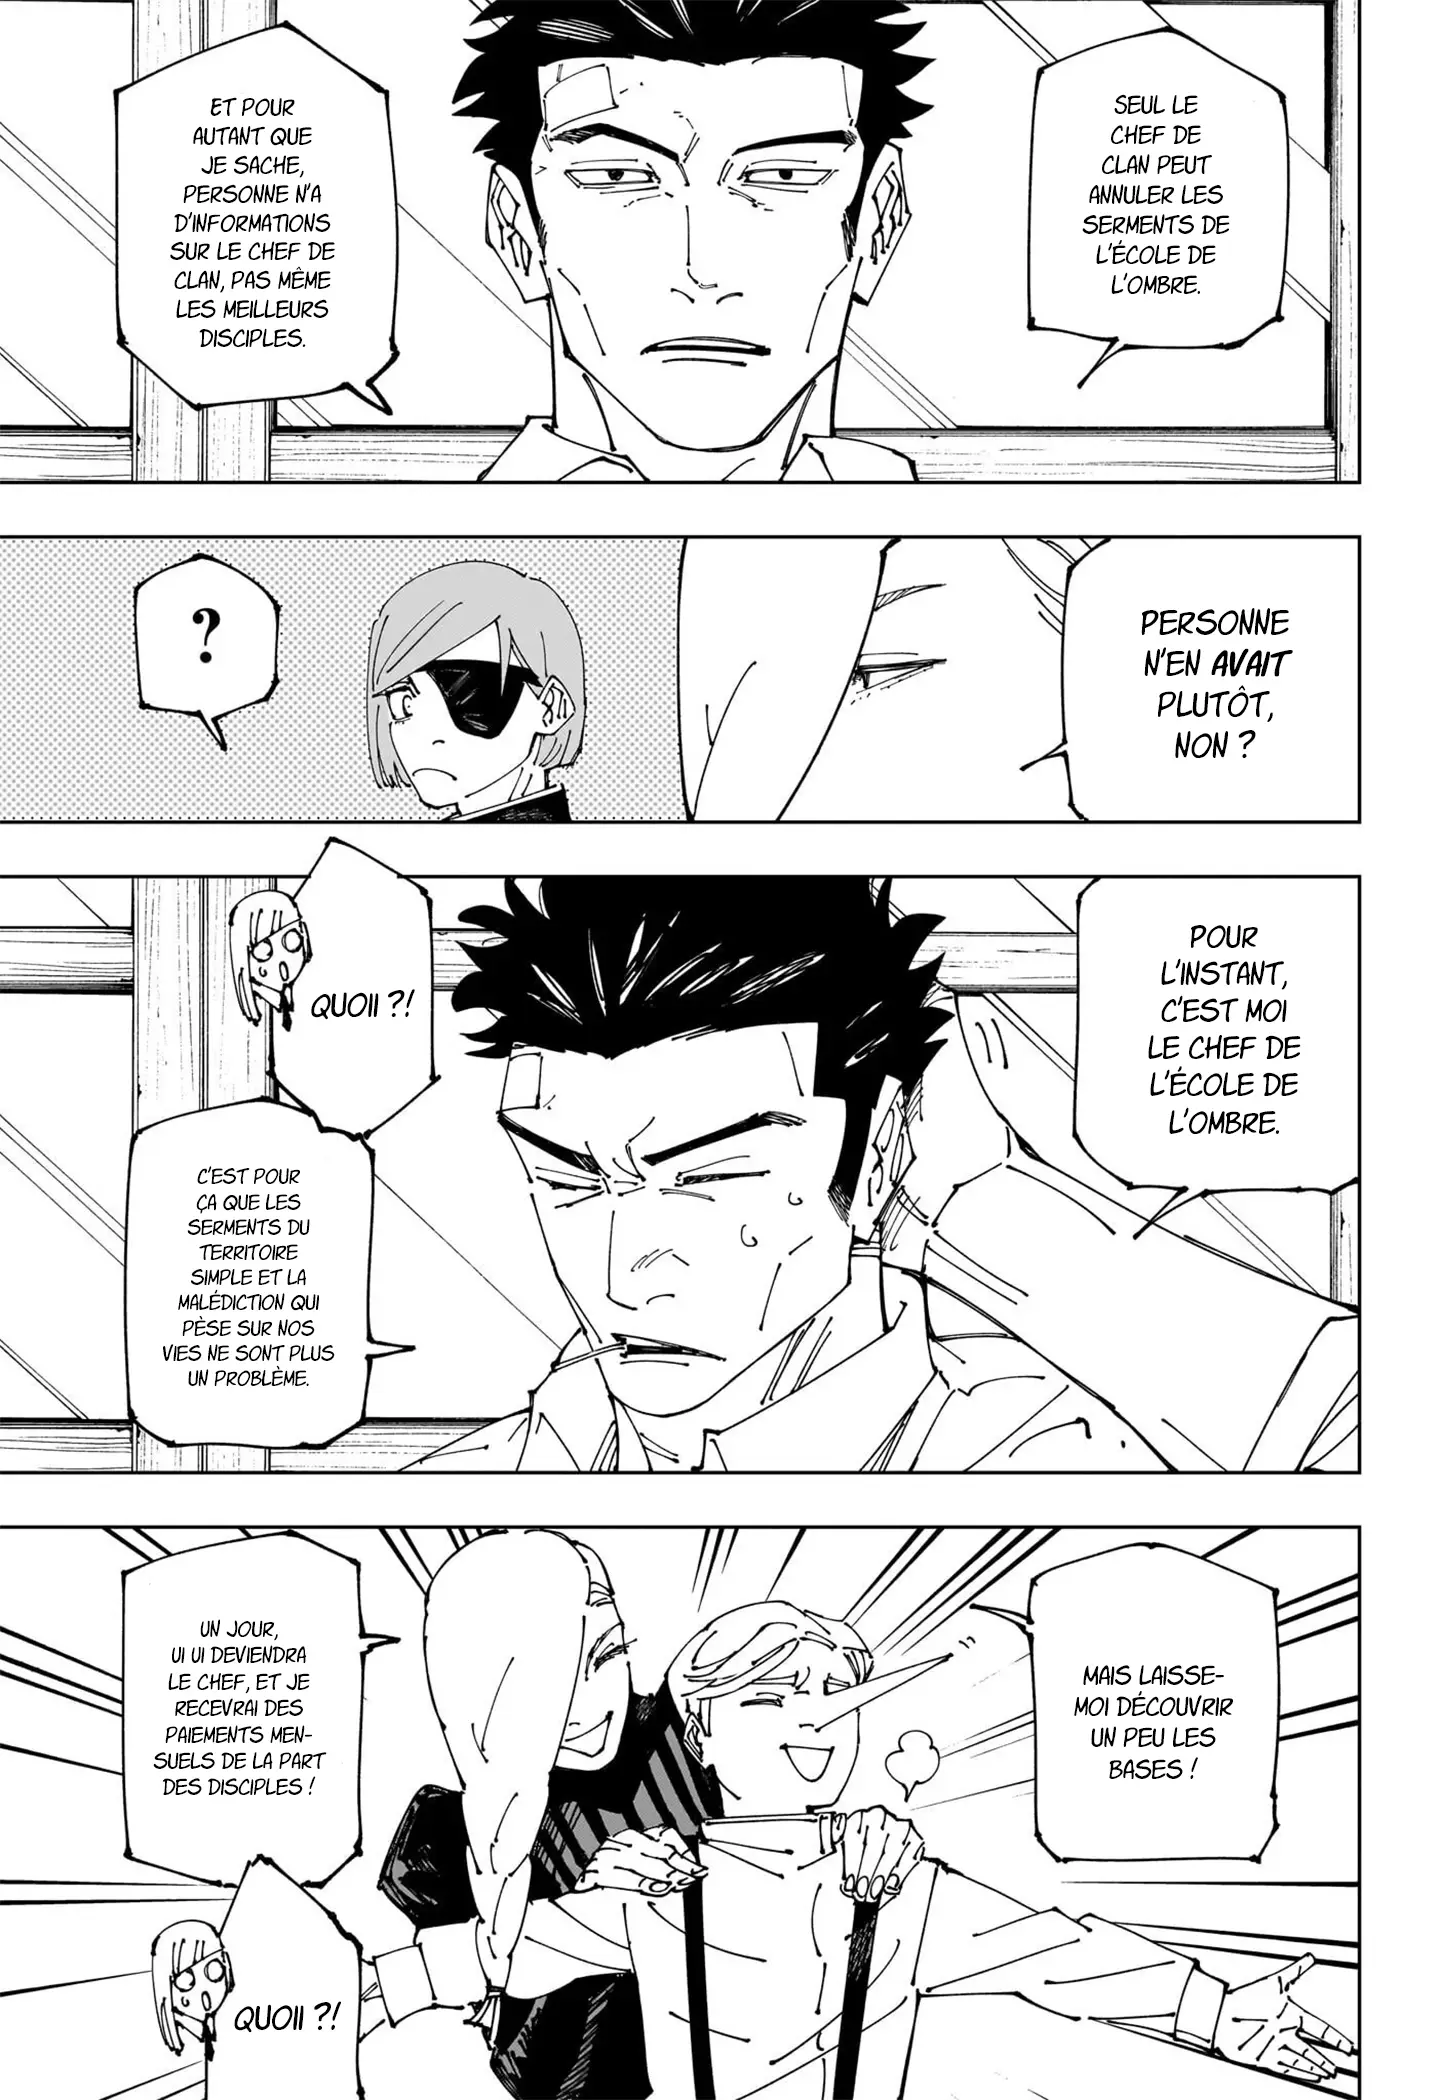 SEUL LE
CHEF DE
CLAN PEUT
ANNULER LES
SERMENTS DE
L'ÉCOLE DE
L'OMBRE.
ET POUR
AUTANT QUE
JE SACHE,
PERSONNE N'A
D'INFORMATIONS
SUR LE CHEF DE
CLAN, PAS MÊME
LES MEILLEURS
DISCIPLES.
PERSONNE
N'EN AVAIT
PLUTÔT,
NON ?
?
POUR
L'INSTANT,
C'EST MOI
LE CHEF DE
L'ÉCOLE DE
L'OMBRE.
QUOII ?!
C'EST POUR
ÇA QUE LES
SERMENTS DU
TERRITOIRE
SIMPLE ET LA
MALÉDICTION QUI
PÈSE SUR NOS
VIES NE SONT PLUS
UN PROBLÈME.
MAIS LAISSE-
MOI DÉCOUVRIR
UN PEU LES
BASES !
UN JOUR,
UI UI DEVIENDRA
LE CHEF, ET JE
RECEVRAI DES
PAIEMENTS MEN-
SUELS DE LA PART
DES DISCIPLES !
QUOII ?!